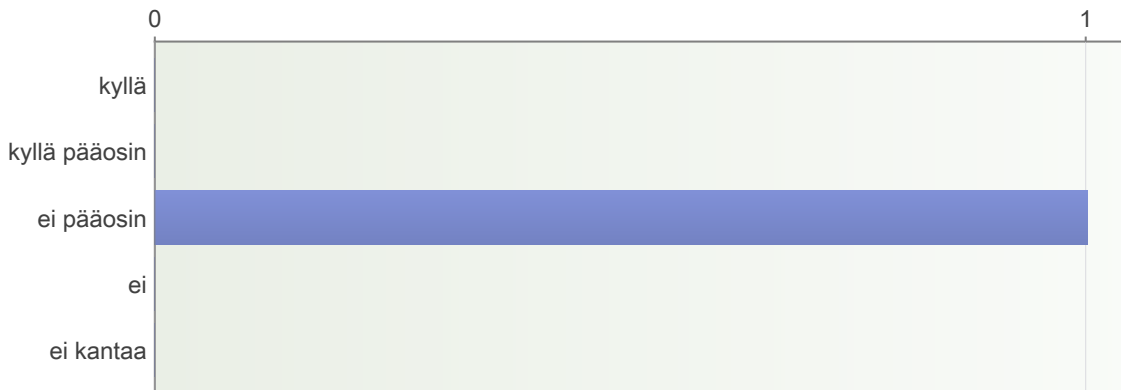 0 1
kyllä
kyllä pääosin
ei pääosin
ei
ei kantaa